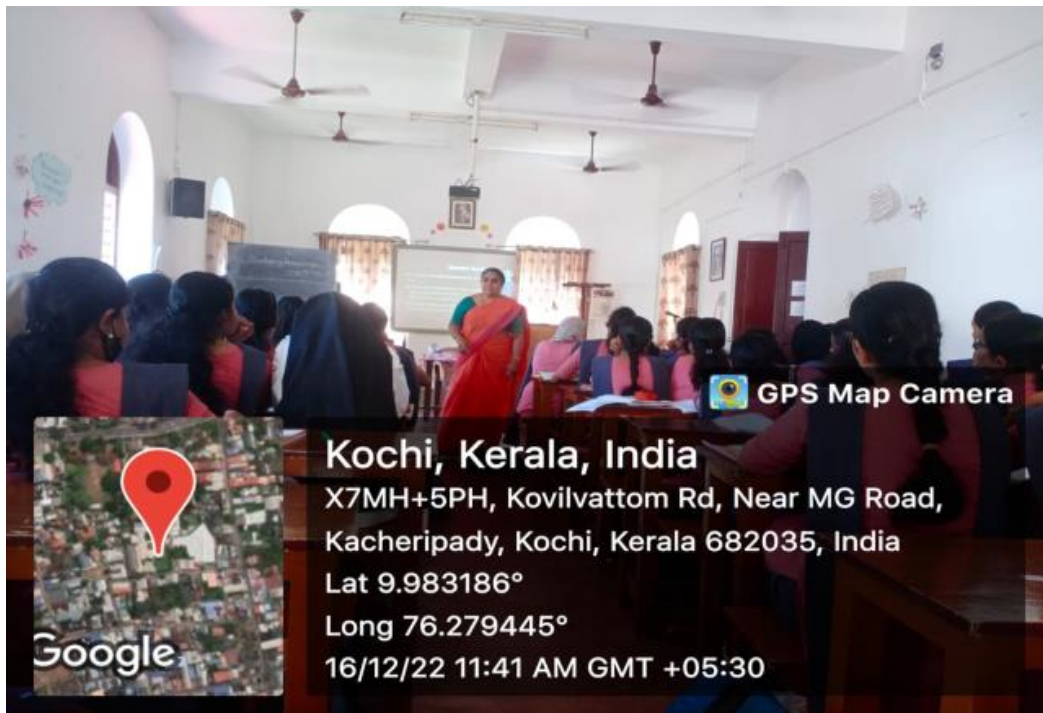 GPS Map Camera
Kochi, Kerala, India
X7MH+5PH, Kovilvattom Rd, Near MG Road,
Kacheripady, Kochi, Kerala 682035, India
Lat 9.983186°
Long 76.279445°
16/12/22 11:41 AM GMT +05:30
Google